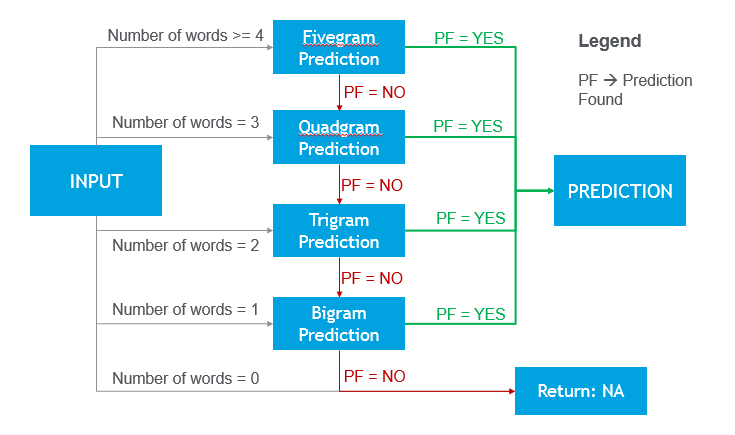 Number of words >= 4
Fivegram
Prediction
PF = YES
Legend
PF → Prediction
Found
PF = NO
Number of words = 3
Quadgram
Prediction
PF = YES
INPUT
PREDICTION
PF = NO
Trigram
Prediction
PF = YES
Number of words = 2
PF = NO
Number of words = 1
Bigram
Prediction
PF = YES
Number of words = 0
PF = NO
Return: NA